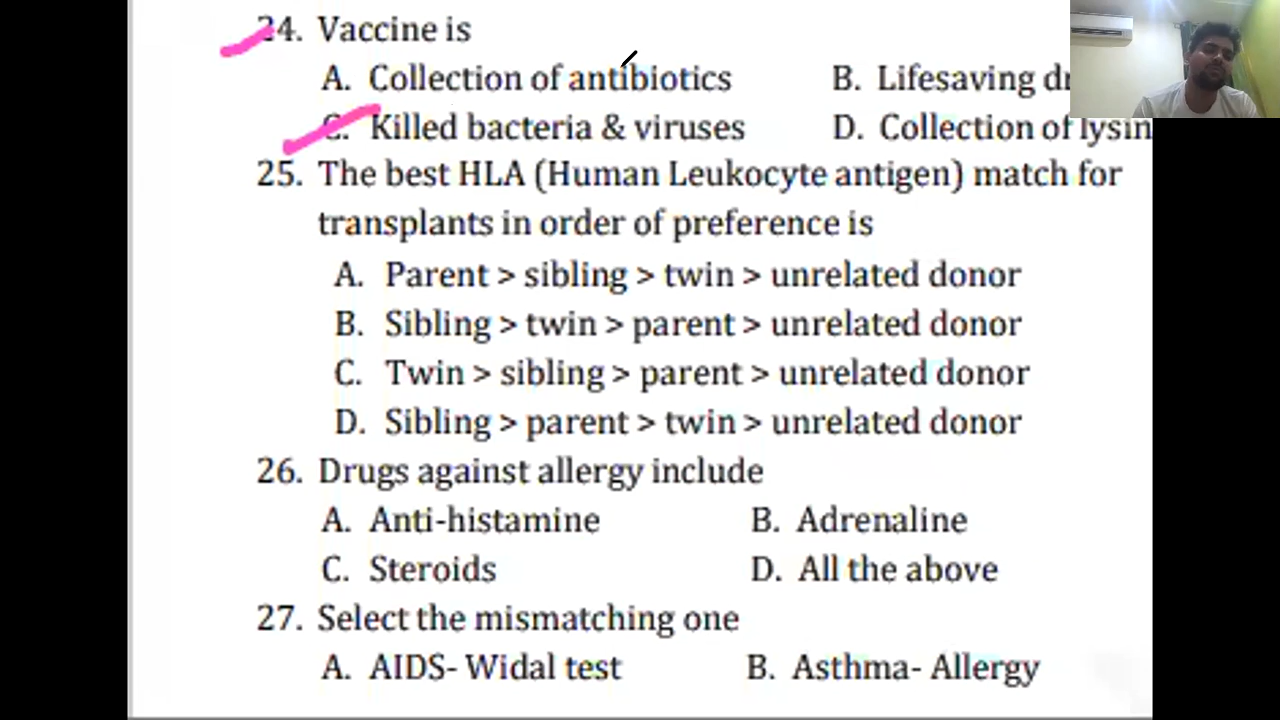 24. Vaccine is
A. Collection of antibiotics B. Lifesaving
C. Killed bacteria & viruses D. Collection of lysin
25. The best HLA (Human Leukocyte antigen) match for
transplants in order of preference is
A. Parent > sibling > twin > unrelated donor
B. Sibling > twin > parent > unrelated donor
C. Twin > sibling > parent > unrelated donor
D. Sibling > parent > twin > unrelated donor
26. Drugs against allergy include
A. Anti-histamine B. Adrenaline
C. Steroids D. All the above
27. Select the mismatching one
A. AIDS- Widal test B. Asthma- Allergy